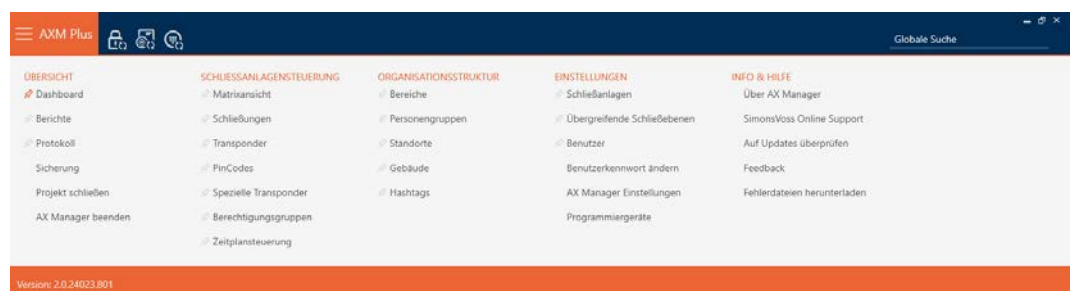 AXM Plus
Globale Suche
ÜBERSICHT
Dashboard
Berichte
Protokoll
Sicherung
Projekt schließen
AX Manager beenden
SCHLIESSANLAGENSTEUERUNG
Matrixansicht
Schließungen
Transponder
PinCodes
Spezielle Transponder
Berechtigungsgruppen
Zeitplansteuerung
ORGANISATIONSSTRUKTUR
Bereiche
Personengruppen
Standorte
Gebäude
Hashtags
EINSTELLUNGEN
Schließanlagen
Übergreifende Schließebenen
Benutzer
Benutzerkennwort ändern
AX Manager Einstellungen
Programmiergeräte
INFO & HILFE
Über AX Manager
SimonsVoss Online Support
Auf Updates überprüfen
Feedback
Fehlerdateien herunterladen
Version: 2.0.24023.801